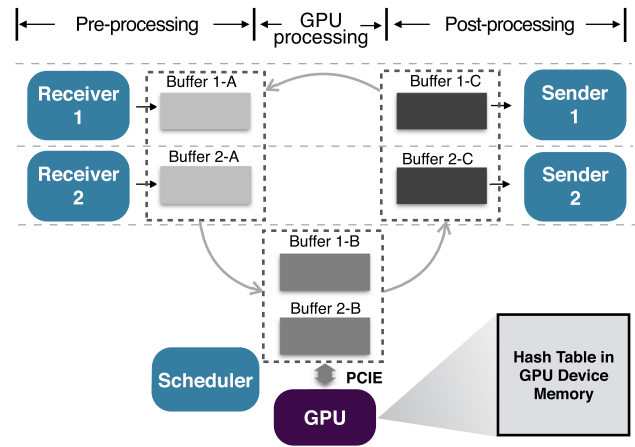 Pre-processing
GPU
processing
Post-processing
Receiver
1
Buffer 1-A
Buffer 1-C
Sender
1
Receiver
2
Buffer 2-A
Buffer 2-C
Sender
2
Buffer 1-B
Buffer 2-B
Scheduler
PCIE
GPU
Hash Table in
GPU Device
Memory